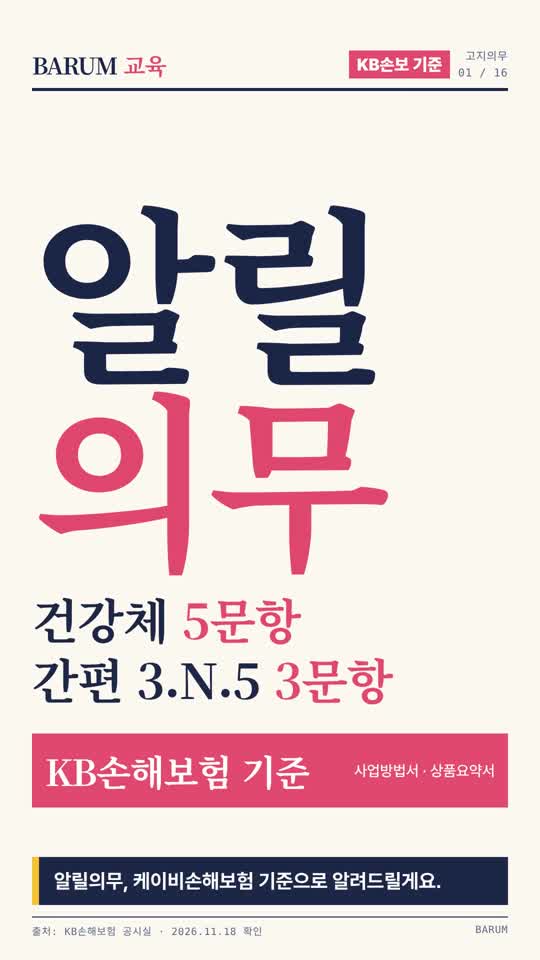 BARUM 교육
KB손보 기준
고지의무
01 / 16
알릴
의무
건강체 5문항
간편 3.N.5 3문항
KB손해보험 기준
사업방법서 · 상품요약서
알릴의무, 케이비손해보험 기준으로 알려드릴게요.
출처: KB손해보험 공시실 · 2026.11.18 확인
BARUM